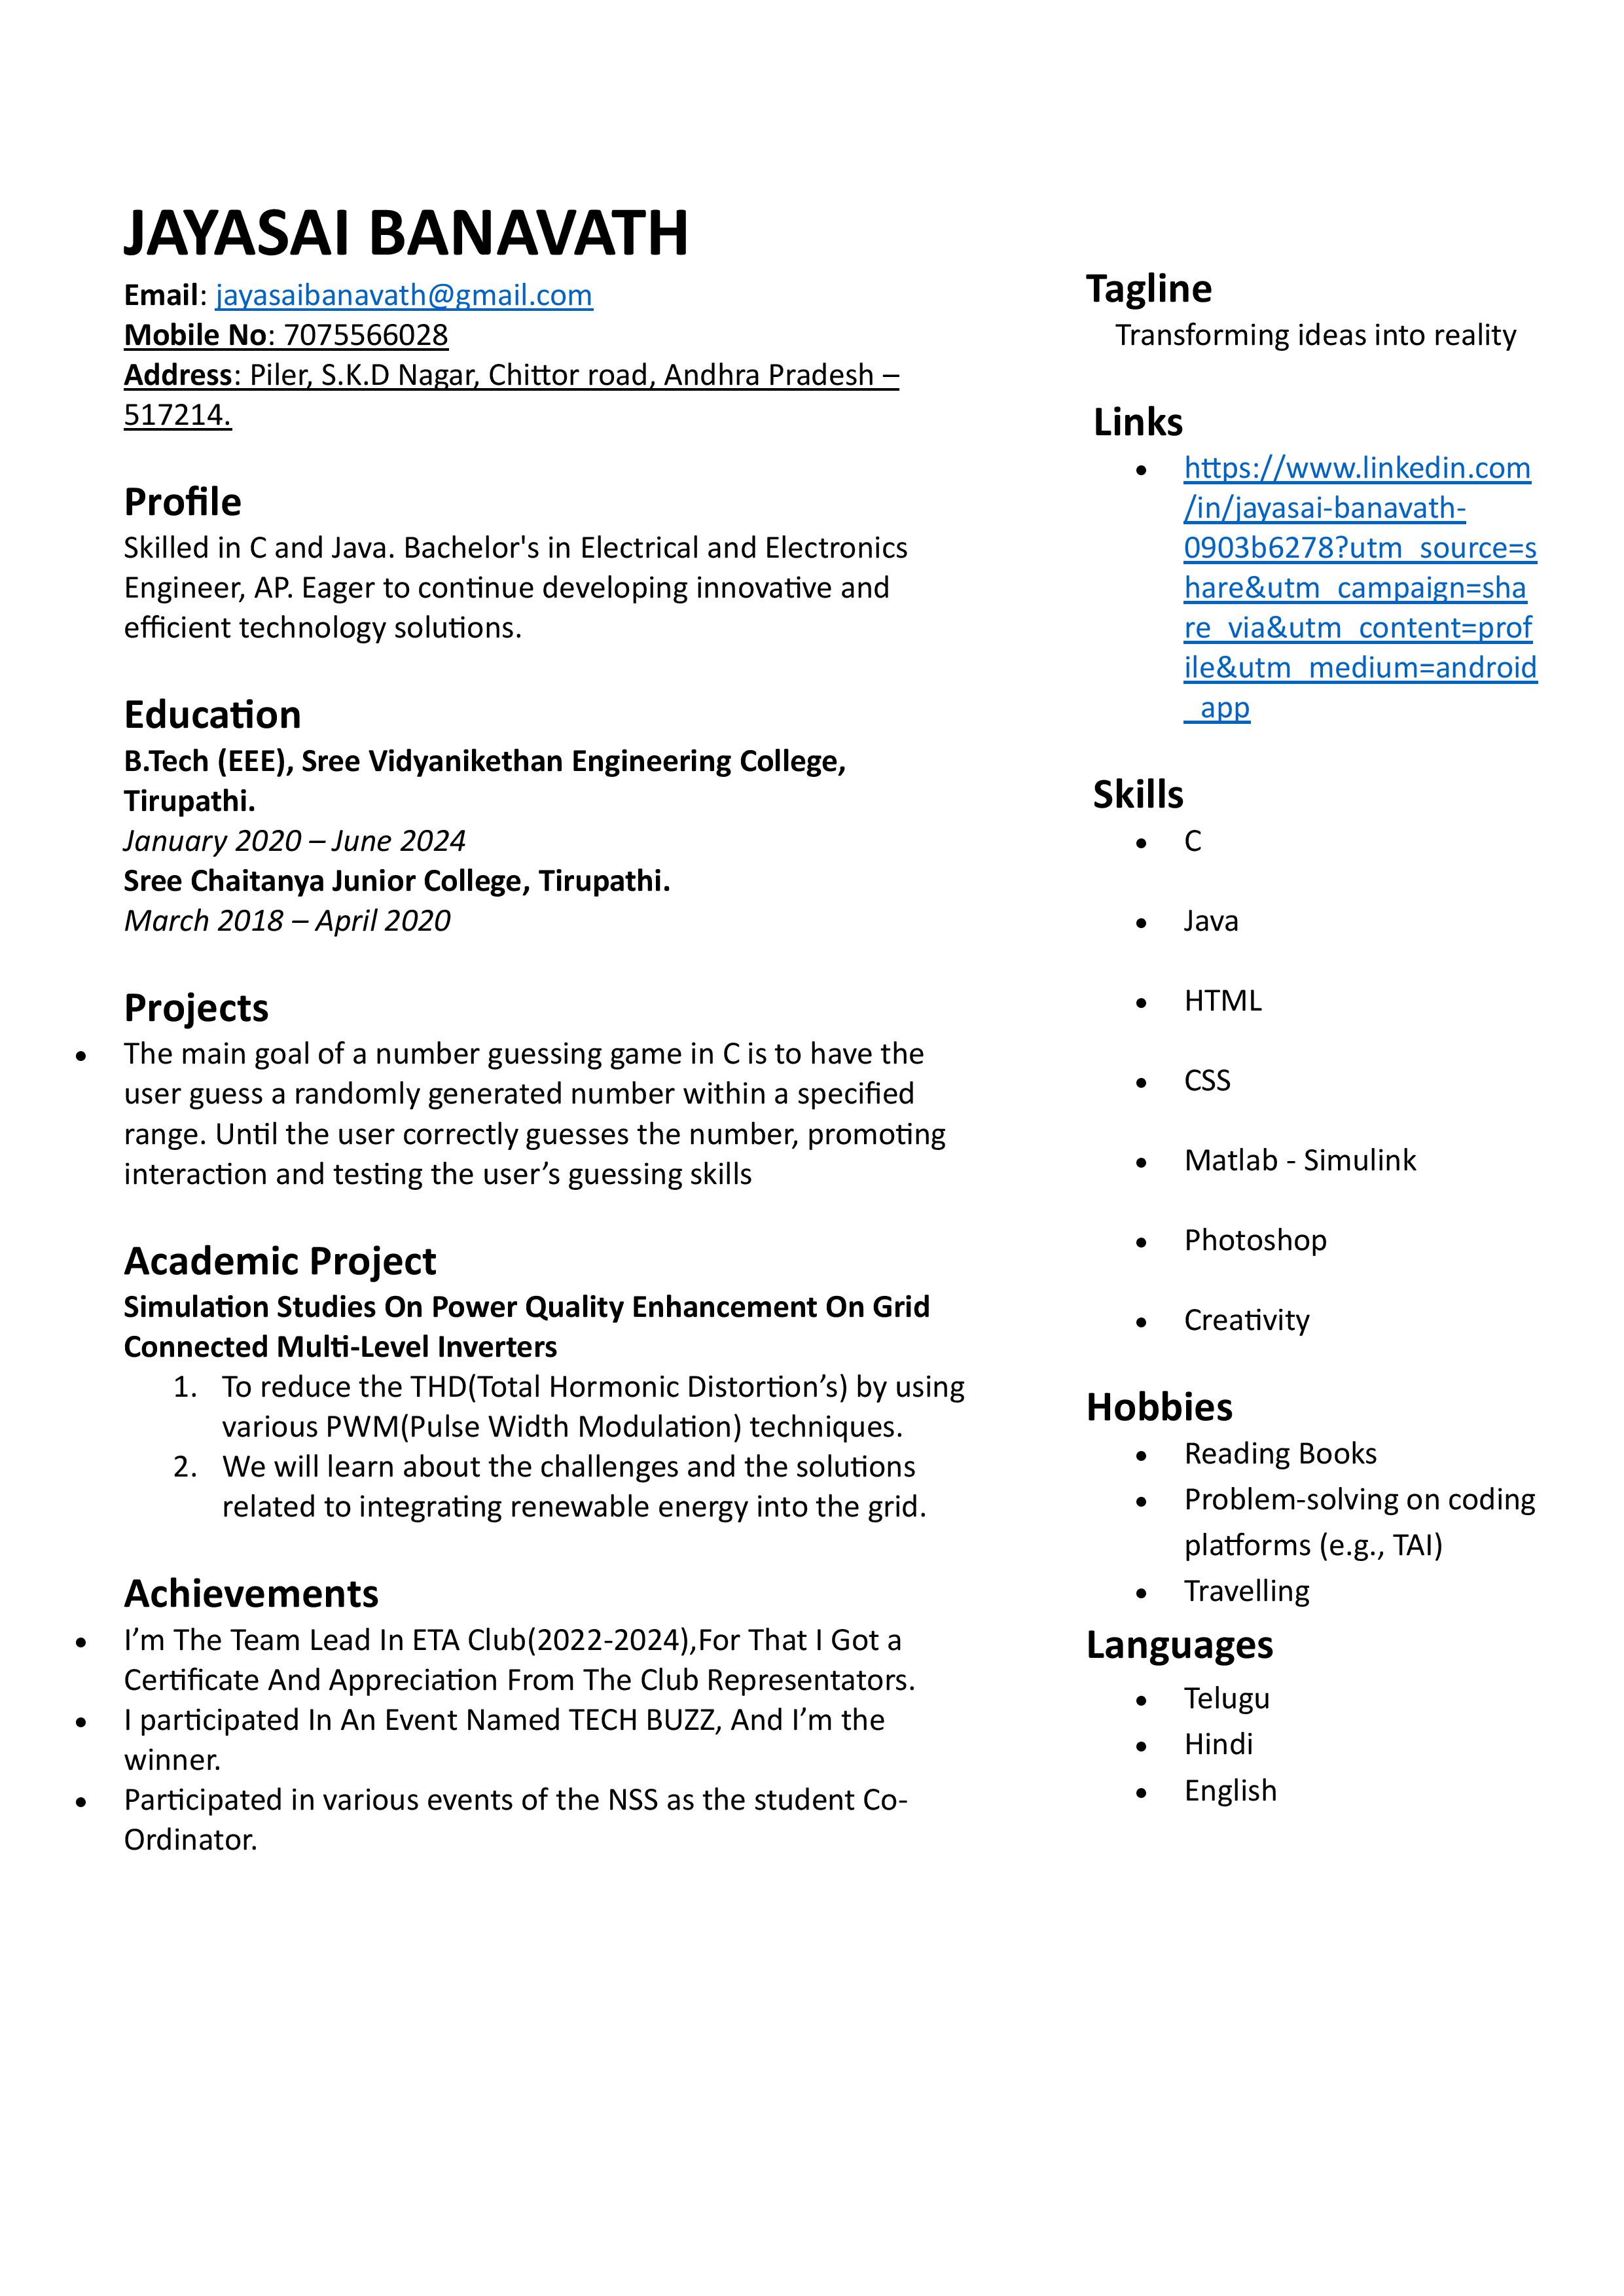 JAYASAI BANAVATH
Email: jayasaibanavath@gmail.com
Mobile No: 7075566028
Address: Piler, S.K.D Nagar, Chittor road, Andhra Pradesh –
517214.
Profile
Skilled in C and Java. Bachelor's in Electrical and Electronics
Engineer, AP. Eager to continue developing innovative and
efficient technology solutions.
Education
B.Tech (EEE), Sree Vidyanikethan Engineering College,
Tirupathi.
January 2020 – June 2024
Sree Chaitanya Junior College, Tirupathi.
March 2018 – April 2020
Projects
• The main goal of a number guessing game in C is to have the
user guess a randomly generated number within a specified
range. Until the user correctly guesses the number, promoting
interaction and testing the user’s guessing skills
Academic Project
Simulation Studies On Power Quality Enhancement On Grid
Connected Multi-Level Inverters
1. To reduce the THD(Total Hormonic Distortion’s) by using
various PWM(Pulse Width Modulation) techniques.
2. We will learn about the challenges and the solutions
related to integrating renewable energy into the grid.
Achievements
• I’m The Team Lead In ETA Club(2022-2024),For That I Got a
Certificate And Appreciation From The Club Representators.
• I participated In An Event Named TECH BUZZ, And I’m the
winner.
• Participated in various events of the NSS as the student Co-
Ordinator.
Tagline
Transforming ideas into reality
Links
• https://www.linkedin.com
/in/jayasai-banavath-
0903b6278?utm_source=s
hare&utm_campaign=sha
re_via&utm_content=prof
ile&utm_medium=android
_app
Skills
• C
• Java
• HTML
• CSS
• Matlab - Simulink
• Photoshop
• Creativity
Hobbies
• Reading Books
• Problem-solving on coding
platforms (e.g., TAI)
• Travelling
Languages
• Telugu
• Hindi
• English